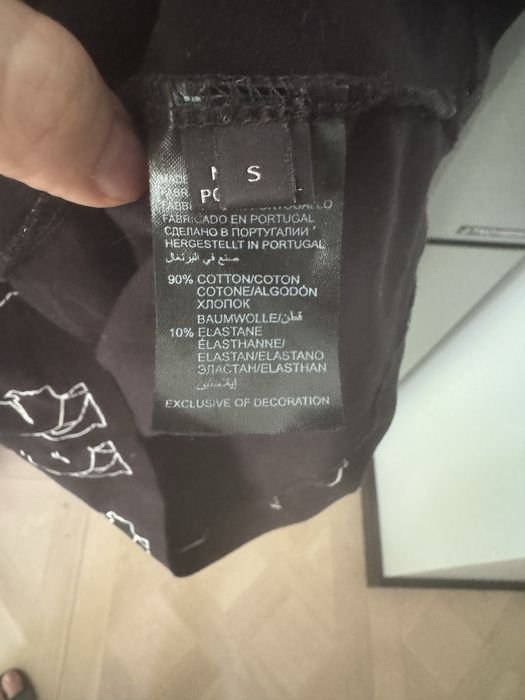 S
FABRICADO EN PORTUGAL
СДЕЛАНО В ПОРТУГАЛИИ
HERGESTELLT IN PORTUGAL
صنع في البرتغال
90% COTTON/COTON
COTONE/ALGODÓN
ХЛОПОК
BAUMWOLLE/قطن
10% ELASTANE
ÉLASTHANNE/
ELASTAN/ELASTANO
ЭЛАСТАН/ELASTHAN
إيلاستين
EXCLUSIVE OF DECORATION